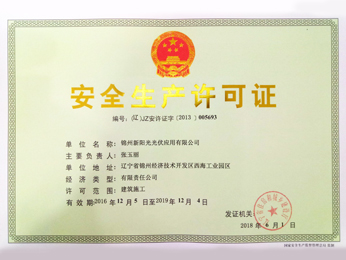 安全生产许可证
编号：(辽)JZ安许证字〔2013〕005693
单位名称：锦州新阳光光伏应用有限公司
主要负责人：张玉丽
单位地址：辽宁省锦州经济技术开发区西海工业园区
经济类型：有限责任公司
许可范围：建筑施工
有效期：2016年12月5日至2019年12月4日
发证机关：
2018年6月1日